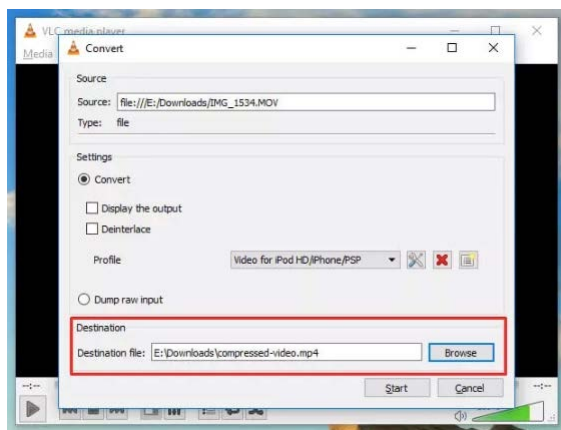 VLC media player
Media
Convert
Source
Source: file:///E:/Downloads/IMG_1534.MOV
Type: file
Settings
Convert
Display the output
Deinterlace
Profile Video for iPod HD/iPhone/PSP
Dump raw input
Destination
Destination file: E:\Downloads\compressed-video.mp4 Browse
Start Cancel
--:-- --:--